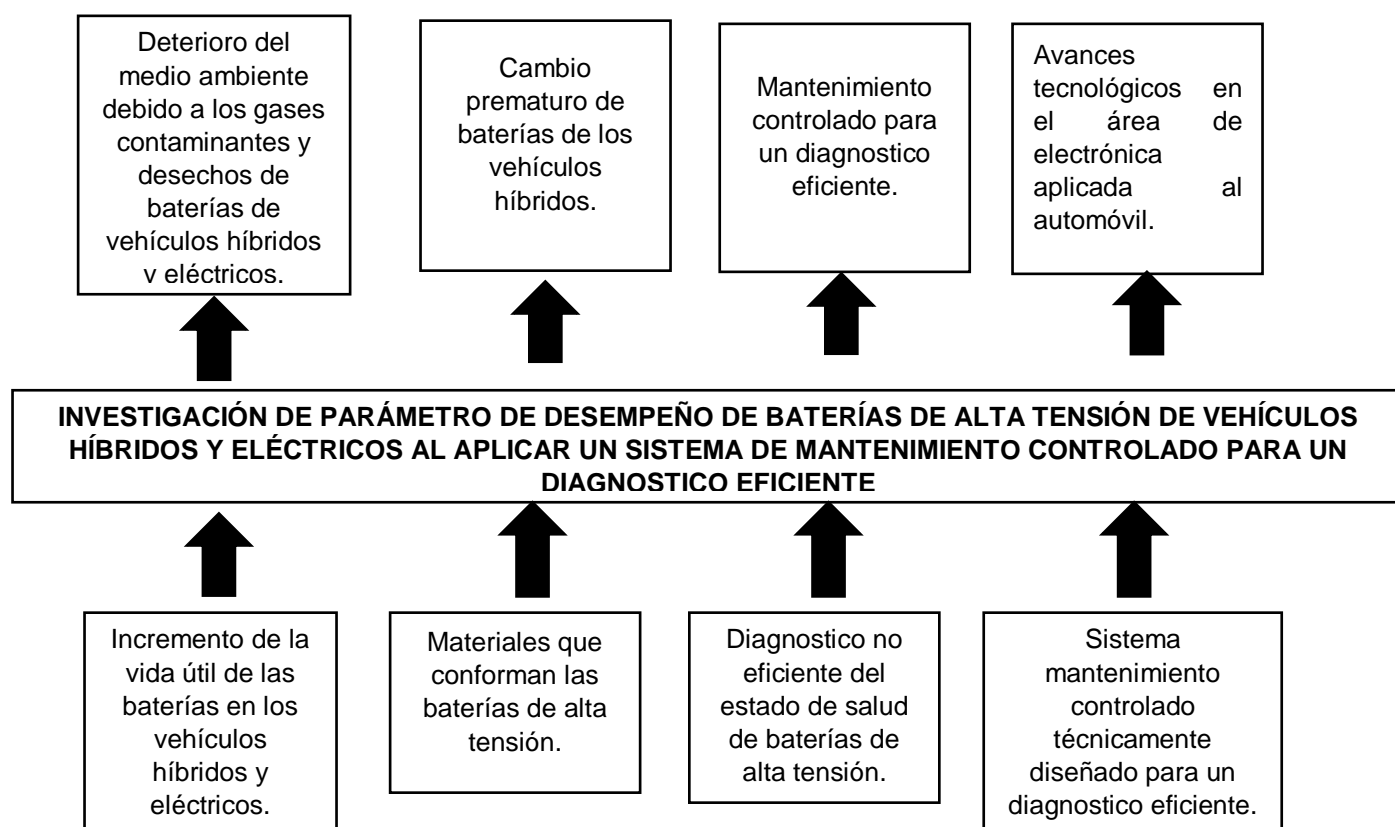 Deterioro del
medio ambiente
debido a los gases
contaminantes y
desechos de
baterías de
vehículos híbridos
y eléctricos.
Cambio
prematuro de
baterías de los
vehículos
híbridos.
Mantenimiento
controlado para
un diagnostico
eficiente.
Avances
tecnológicos en
el área de
electrónica
aplicada al
automóvil.
INVESTIGACIÓN DE PARÁMETRO DE DESEMPEÑO DE BATERÍAS DE ALTA TENSIÓN DE VEHÍCULOS
HÍBRIDOS Y ELÉCTRICOS AL APLICAR UN SISTEMA DE MANTENIMIENTO CONTROLADO PARA UN
DIAGNOSTICO EFICIENTE
Incremento de la
vida útil de las
baterías en los
vehículos
híbridos y
eléctricos.
Materiales que
conforman las
baterías de alta
tensión.
Diagnostico no
eficiente del
estado de salud
de baterías de
alta tensión.
Sistema
mantenimiento
controlado
técnicamente
diseñado para un
diagnostico eficiente.